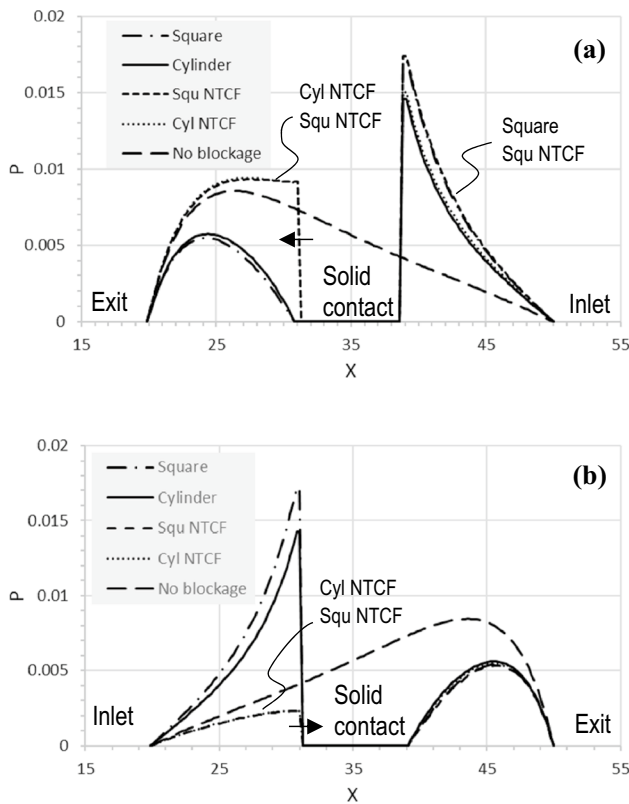 0.02
(a)
Square
Cylinder
Squ NTCF
Cyl NTCF
No blockage
0.015
Cyl NTCF
Squ NTCF
Square
Squ NTCF
P
0.01
0.005
Exit
Solid
contact
Inlet
0
15
25
35
45
55
X
0.02
(b)
Square
Cylinder
Squ NTCF
Cyl NTCF
No blockage
0.015
Cyl NTCF
Squ NTCF
P
0.01
0.005
Inlet
Solid
contact
Exit
0
15
25
35
45
55
X